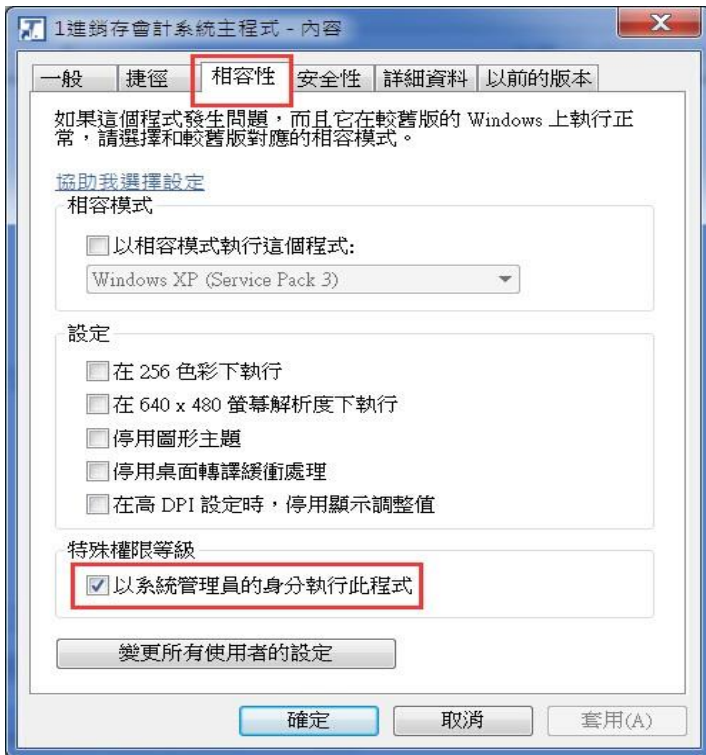 1進銷存會計系統主程式 - 內容
一般 捷徑 相容性 安全性 詳細資料 以前的版本
如果這個程式發生問題，而且它在較舊版的 Windows 上執行正
常，請選擇和較舊版對應的相容模式。
協助我選擇設定
相容模式
以相容模式執行這個程式:
Windows XP (Service Pack 3)
設定
在 256 色彩下執行
在 640 x 480 螢幕解析度下執行
停用圖形主題
停用桌面轉譯緩衝處理
在高 DPI 設定時，停用顯示調整值
特殊權限等級
以系統管理員的身分執行此程式
變更所有使用者的設定
確定 取消 套用(A)